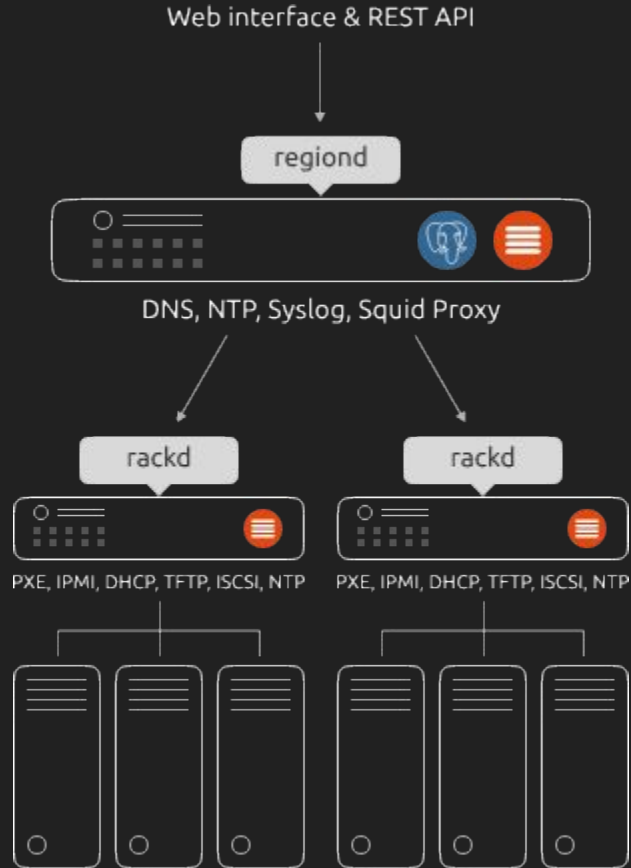 Web interface & REST API
regiond
DNS, NTP, Syslog, Squid Proxy
rackd
rackd
PXE, IPMI, DHCP, TFTP, ISCSI, NTP
PXE, IPMI, DHCP, TFTP, ISCSI, NTP